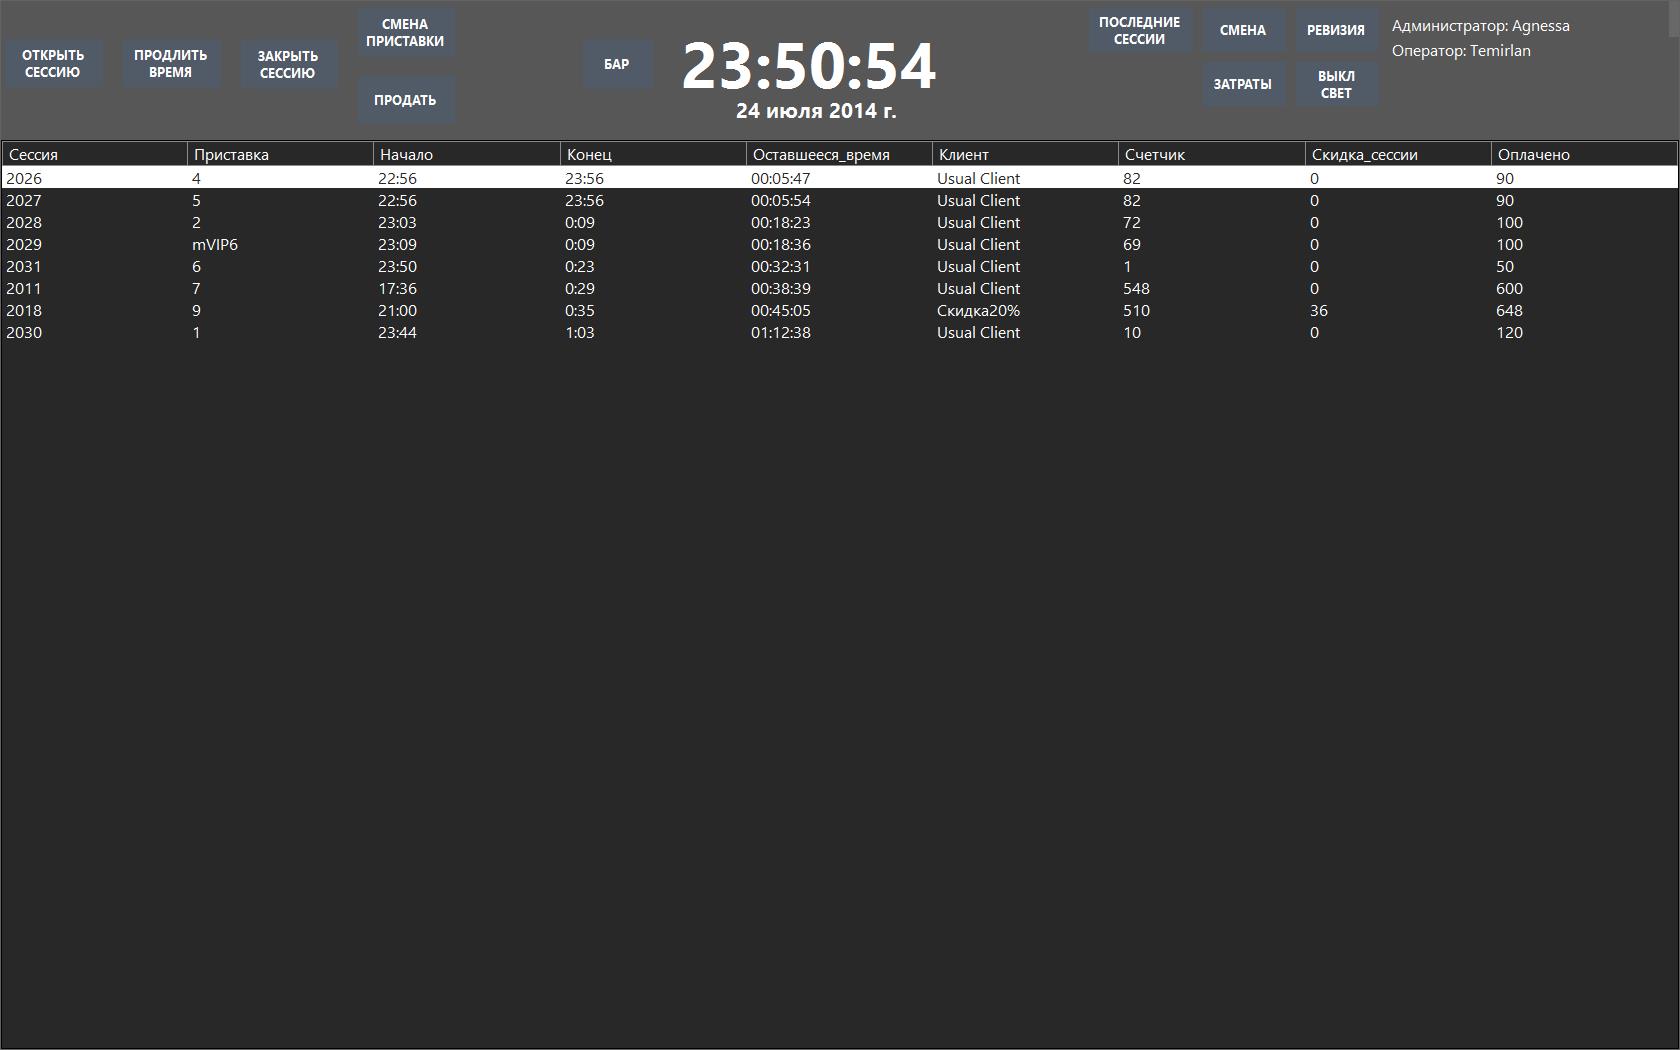 ОТКРЫТЬ
СЕССИЮ
ПРОДЛИТЬ
ВРЕМЯ
ЗАКРЫТЬ
СЕССИЮ
СМЕНА
ПРИСТАВКИ
ПРОДАТЬ
БАР
23:50:54
24 июля 2014 г.
ПОСЛЕДНИЕ
СЕССИИ
СМЕНА
РЕВИЗИЯ
ЗАТРАТЫ
ВЫКЛ
СВЕТ
Администратор: Agnessa
Оператор: Temirlan
Сессия Приставка Начало Конец Оставшееся_время Клиент Счетчик Скидка_сессии Оплачено
2026 4 22:56 23:56 00:05:47 Usual Client 82 0 90
2027 5 22:56 23:56 00:05:54 Usual Client 82 0 90
2028 2 23:03 0:09 00:18:23 Usual Client 72 0 100
2029 mVIP6 23:09 0:09 00:18:36 Usual Client 69 0 100
2031 6 23:50 0:23 00:32:31 Usual Client 1 0 50
2011 7 17:36 0:29 00:38:39 Usual Client 548 0 600
2018 9 21:00 0:35 00:45:05 Скидка20% 510 36 648
2030 1 23:44 1:03 01:12:38 Usual Client 10 0 120